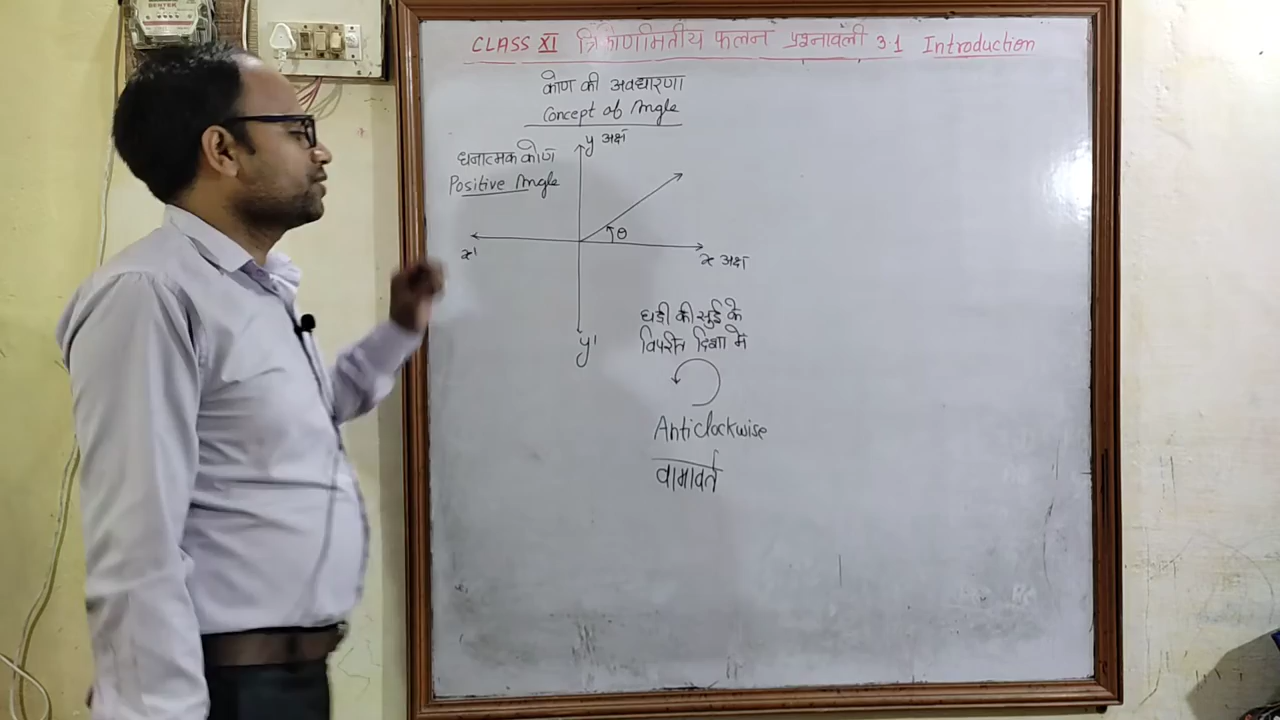 CLASS XI त्रिकोणमितीय फलन प्रश्नावली 3.1 Introduction
कोण की अवधारणा
Concept of Angle
y अक्ष
धनात्मक कोण
Positive Angle
θ
x'
x अक्ष
घडी की सुई के
विपरीत दिशा में
y'
Anticlockwise
वामावर्त